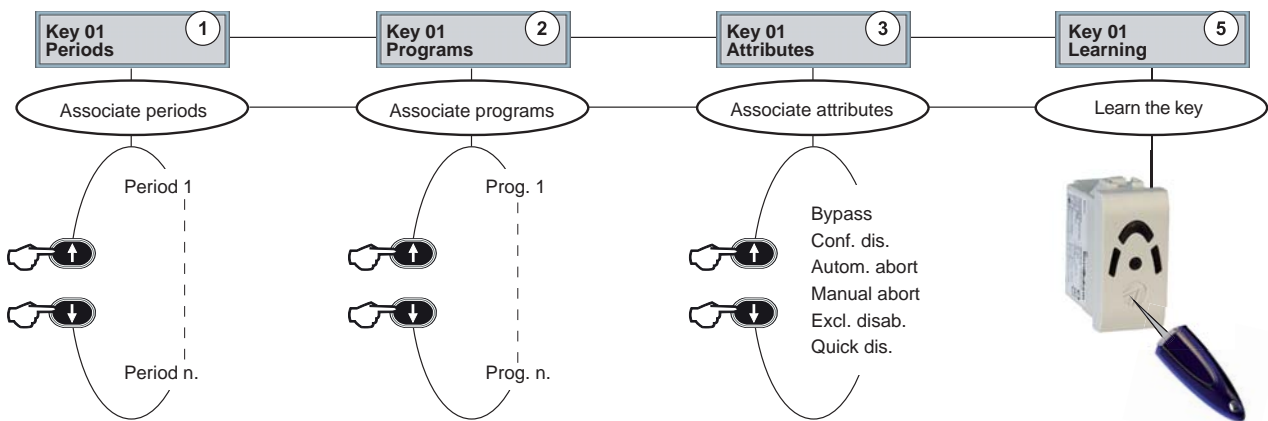 Key 01
Periods
1
Key 01
Programs
2
Key 01
Attributes
3
Key 01
Learning
5
Associate periods
Associate programs
Associate attributes
Learn the key
Period 1
Period n.
Prog. 1
Prog. n.
Bypass
Conf. dis.
Autom. abort
Manual abort
Excl. disab.
Quick dis.